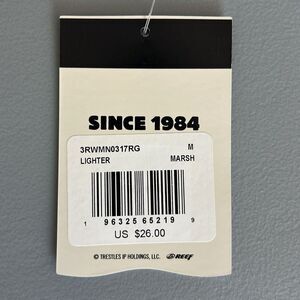 SINCE 1984
3RWMN0317RG M
LIGHTER MARSH
1 96325 65219 9
US $26.00
© TRESTLES IP HOLDINGS, LLC. REEF